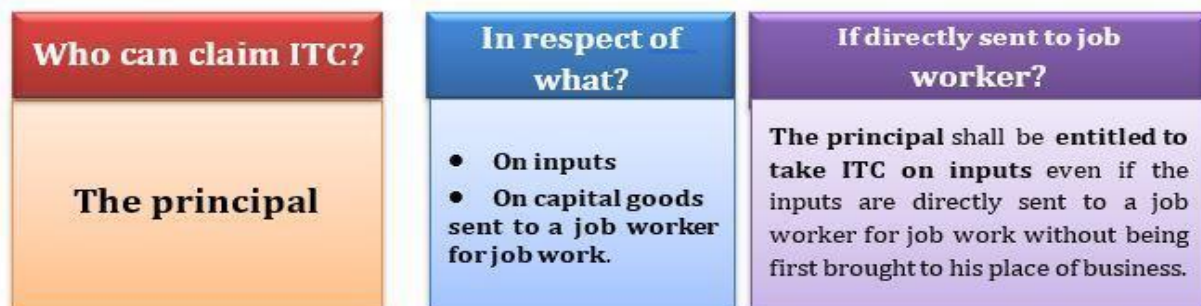 Who can claim ITC?
The principal
In respect of
what?
● On inputs
● On capital goods
sent to a job worker
for job work.
If directly sent to job
worker?
The principal shall be entitled to
take ITC on inputs even if the
inputs are directly sent to a job
worker for job work without being
first brought to his place of business.